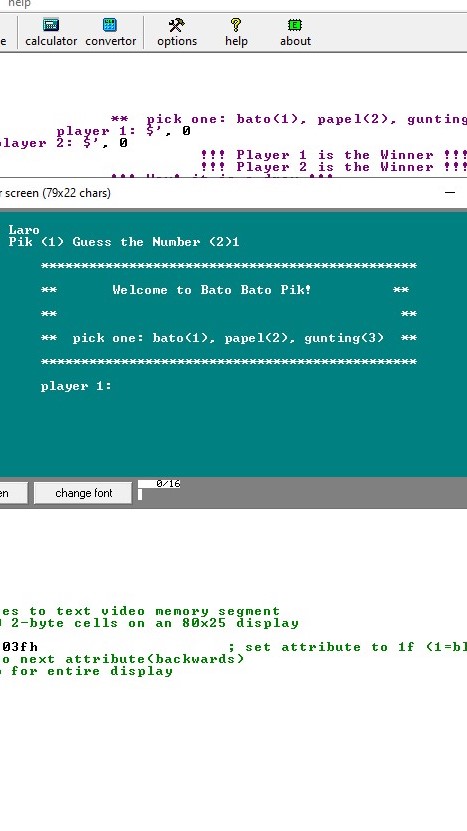 help
e calculator convertor options help about
** pick one: bato(1), papel(2), gunting
player 1: $', 0
player 2: $', 0
!!! Player 1 is the Winner !!!
!!! Player 2 is the Winner !!!
r screen (79x22 chars)
Laro
Pik (1) Guess the Number (2)1
***********************************************
** Welcome to Bato Bato Pik! **
** **
** pick one: bato(1), papel(2), gunting(3) **
***********************************************
player 1:
en change font 0/16
es to text video memory segment
2-byte cells on an 80x25 display
03fh ; set attribute to 1f (1=bl
o next attribute(backwards)
for entire display